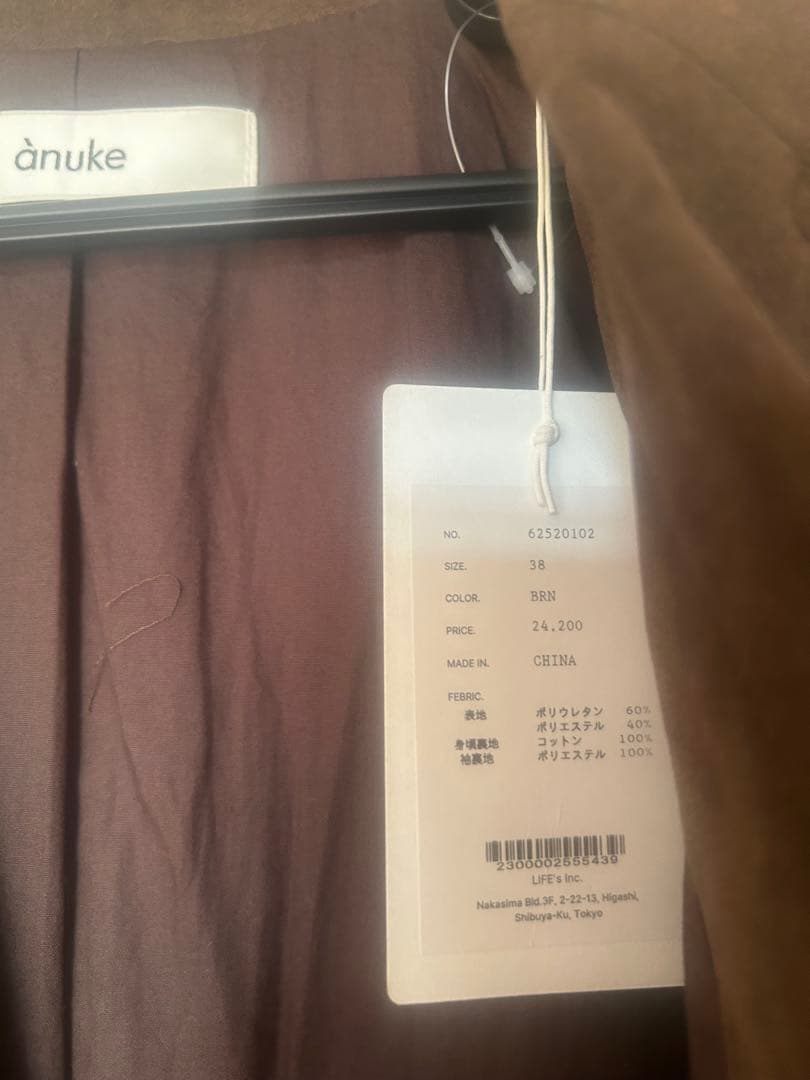 ànuke
NO. 62520102
SIZE. 38
COLOR. BRN
PRICE. 24,200
MADE IN. CHINA
FEBRIC.
表地 ポリウレタン 60%
ポリエステル 40%
身頃裏地 コットン 100%
袖裏地 ポリエステル 100%
2300002555439
LIFE's Inc.
Nakasima Bld.3F, 2-22-13, Higashi,
Shibuya-Ku, Tokyo